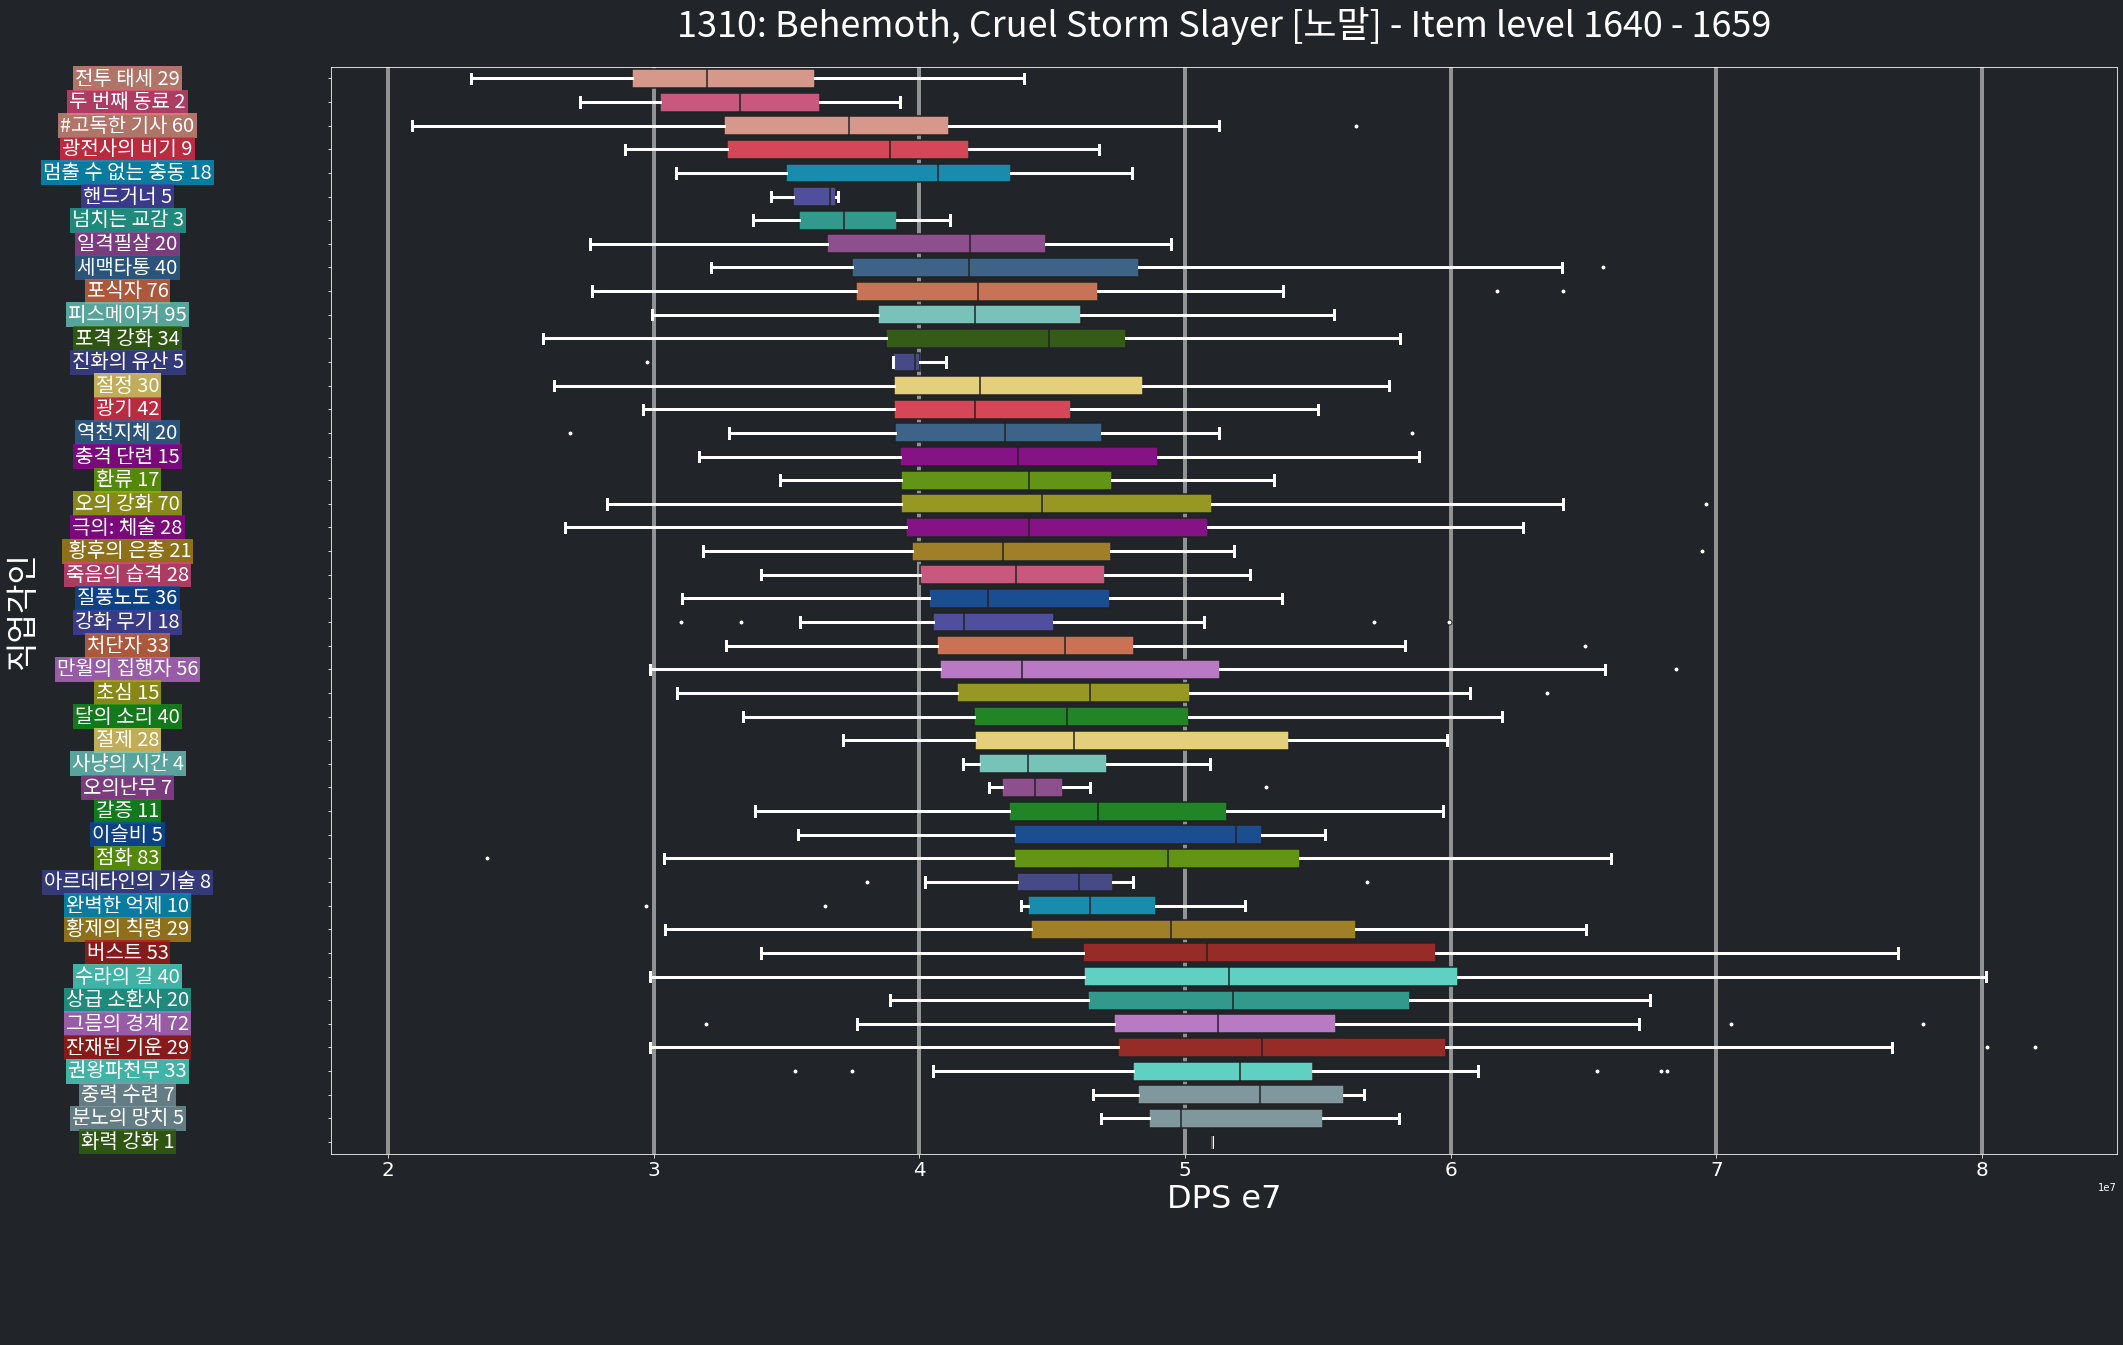 1310: Behemoth, Cruel Storm Slayer [노말] - Item level 1640 - 1659
직업각인
전투 태세 29
두 번째 동료 2
#고독한 기사 60
광전사의 비기 9
멈출 수 없는 충동 18
핸드거너 5
넘치는 교감 3
일격필살 20
세맥타통 40
포식자 76
피스메이커 95
포격 강화 34
진화의 유산 5
절정 30
광기 42
역천지체 20
충격 단련 15
환류 17
오의 강화 70
극의: 체술 28
황후의 은총 21
죽음의 습격 28
질풍노도 36
강화 무기 18
처단자 33
만월의 집행자 56
초심 15
달의 소리 40
절제 28
사냥의 시간 4
오의난무 7
갈증 11
이슬비 5
점화 83
아르데타인의 기술 8
완벽한 억제 10
황제의 칙령 29
버스트 53
수라의 길 40
상급 소환사 20
그믐의 경계 72
잔재된 기운 29
권왕파천무 33
중력 수련 7
분노의 망치 5
화력 강화 1
2 3 4 5 6 7 8
1e7
DPS e7